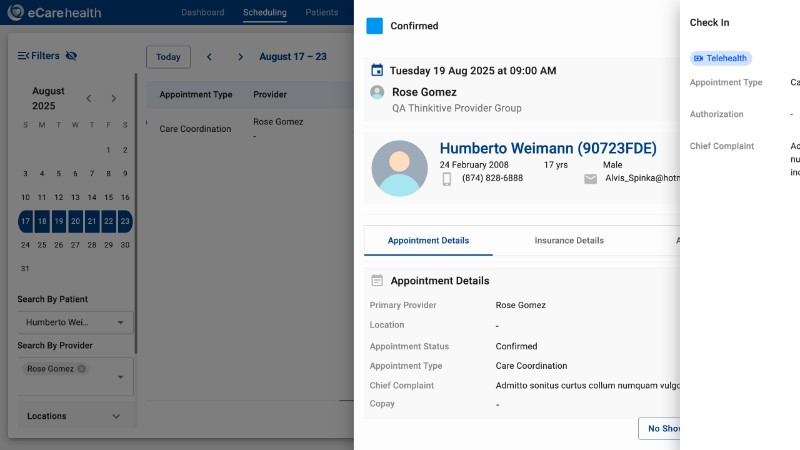 eCarehealth
Dashboard
Scheduling
Patients
Filters
August
2025
S M T W T F S
1 2
3 4 5 6 7 8 9
10 11 12 13 14 15 16
17 18 19 20 21 22 23
24 25 26 27 28 29 30
31
Search By Patient
Humberto Wei...
Search By Provider
Rose Gomez
Locations
Today
August 17 – 23
Appointment Type
Provider
Care Coordination
Rose Gomez
-
Confirmed
Tuesday 19 Aug 2025 at 09:00 AM
Rose Gomez
QA Thinkitive Provider Group
Humberto Weimann (90723FDE)
24 February 2008
17 yrs
Male
(874) 828-6888
Alvis_Spinka@hotm
Appointment Details
Insurance Details
A
Appointment Details
Primary Provider
Rose Gomez
Location
-
Appointment Status
Confirmed
Appointment Type
Care Coordination
Chief Complaint
Admitto sonitus curtus collum numquam vulgo
Copay
-
No Show
Check In
Telehealth
Appointment Type
Ca
Authorization
-
Chief Complaint
Ad
nu
inc